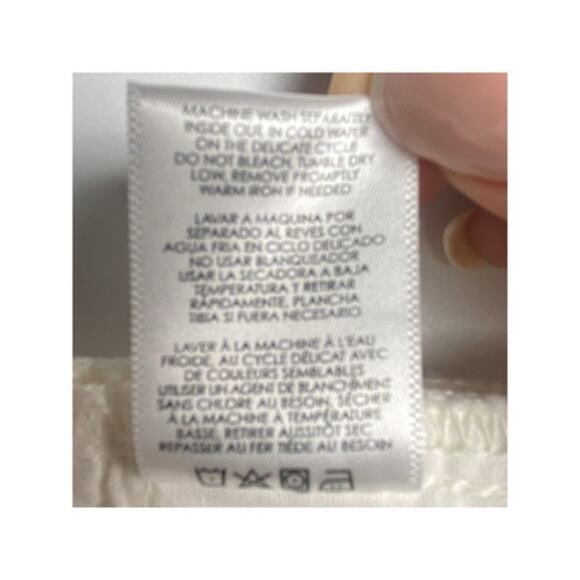 MACHINE WASH SEPARATELY
INSIDE OUT, IN COLD WATER
ON THE DELICATE CYCLE
DO NOT BLEACH, TUMBLE DRY
LOW, REMOVE PROMPTLY
WARM IRON IF NEEDED
LAVAR A MAQUINA POR
SEPARADO AL REVES CON
AGUA FRIA EN CICLO DELICADO
NO USAR BLANQUEADOR
USAR LA SECADORA A BAJA
TEMPERATURA Y RETIRAR
RÁPIDAMENTE, PLANCHA
TIBIA SI FUERA NECESARIO
LAVER À LA MACHINE À L'EAU
FROIDE, AU CYCLE DÉLICAT AVEC
DE COULEURS SEMBLABLES
UTILISER UN AGENT DE BLANCHIMENT
SANS CHLORE AU BESOIN, SÉCHER
À LA MACHINE À TEMPÉRATURE
BASSE, RETIRER AUSSITÔT SEC
REPASSER AU FER TIÈDE AU BESOIN